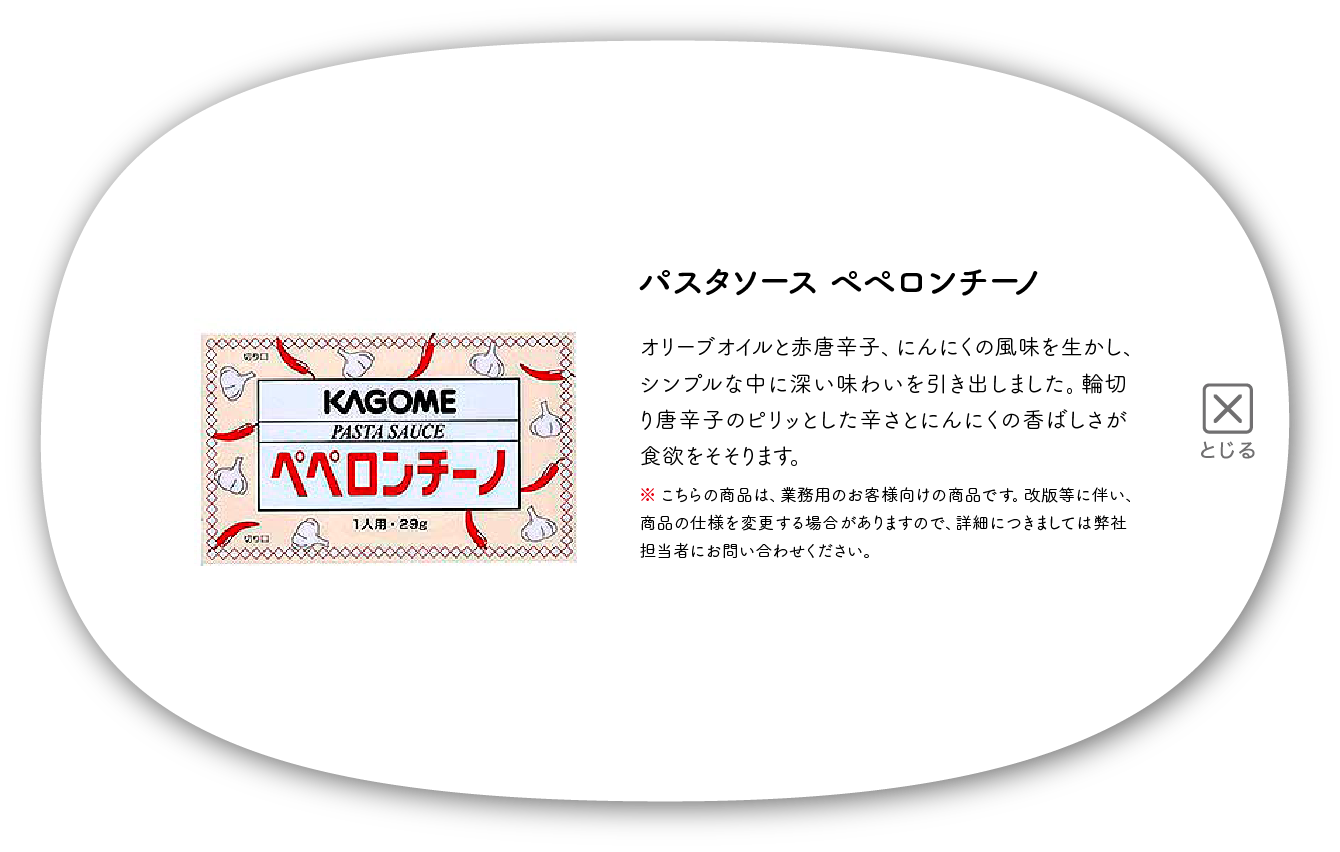 パスタソース ペペロンチーノ
オリーブオイルと赤唐辛子、にんにくの風味を生かし、
シンプルな中に深い味わいを引き出しました。輪切
り唐辛子のピリッとした辛さとにんにくの香ばしさが
食欲をそそります。
※ こちらの商品は、業務用のお客様向けの商品です。改版等に伴い、
商品の仕様を変更する場合がありますので、詳細につきましては弊社
担当者にお問い合わせください。
切り口
KAGOME
PASTA SAUCE
ペペロンチーノ
1人用・29g
切り口
とじる